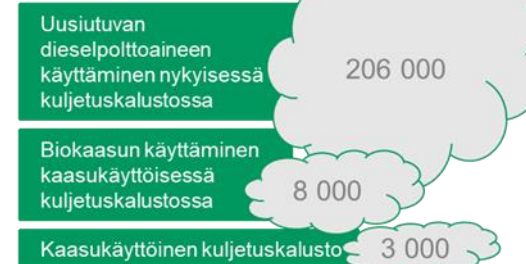 Uusiutuvan
dieselpolttoaineen
käyttäminen nykyisessä
kuljetuskalustossa
206 000
Biokaasun käyttäminen
kaasukäyttöisessä
kuljetuskalustossa
8 000
Kaasukäyttöinen kuljetuskalusto
3 000